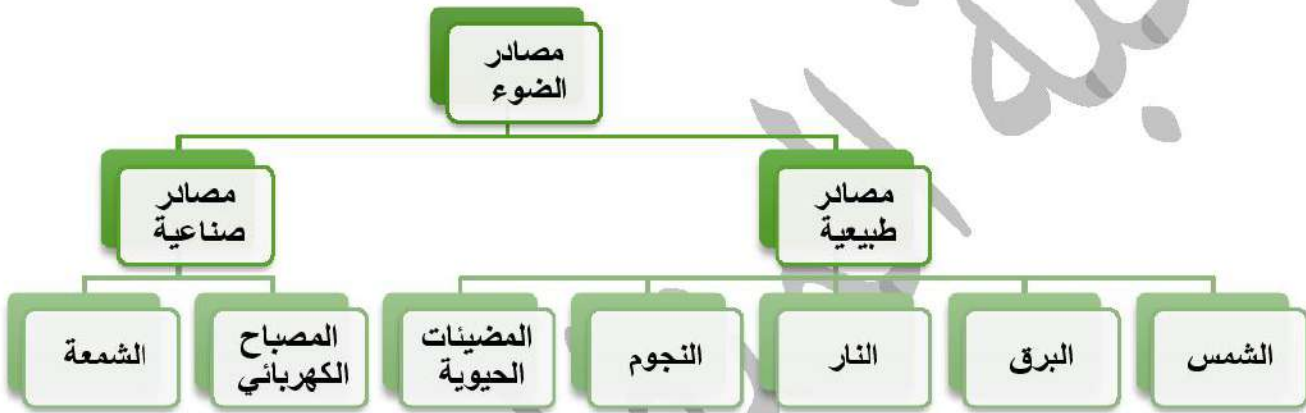 مصادر
الضوء
مصادر
طبيعية
مصادر
صناعية
الشمس
البرق
النار
النجوم
المضيئات
الحيوية
المصباح
الكهربائي
الشمعة